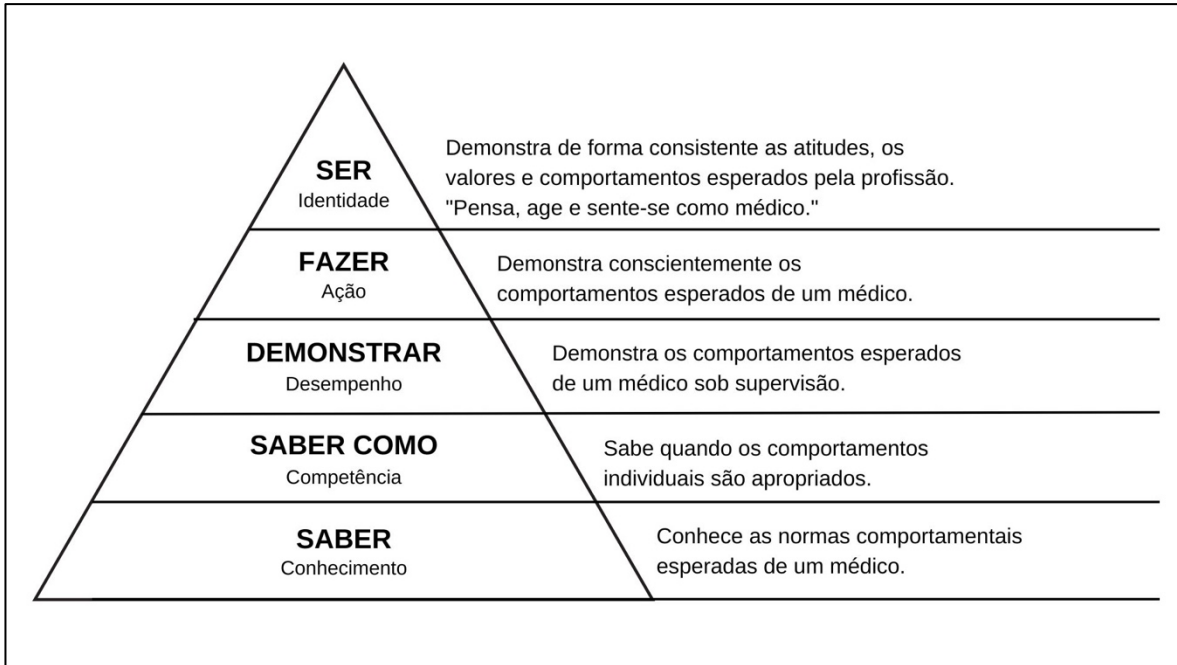 SER
Identidade
Demonstra de forma consistente as atitudes, os
valores e comportamentos esperados pela profissão.
"Pensa, age e sente-se como médico."
FAZER
Ação
Demonstra conscientemente os
comportamentos esperados de um médico.
DEMONSTRAR
Desempenho
Demonstra os comportamentos esperados
de um médico sob supervisão.
SABER COMO
Competência
Sabe quando os comportamentos
individuais são apropriados.
SABER
Conhecimento
Conhece as normas comportamentais
esperadas de um médico.